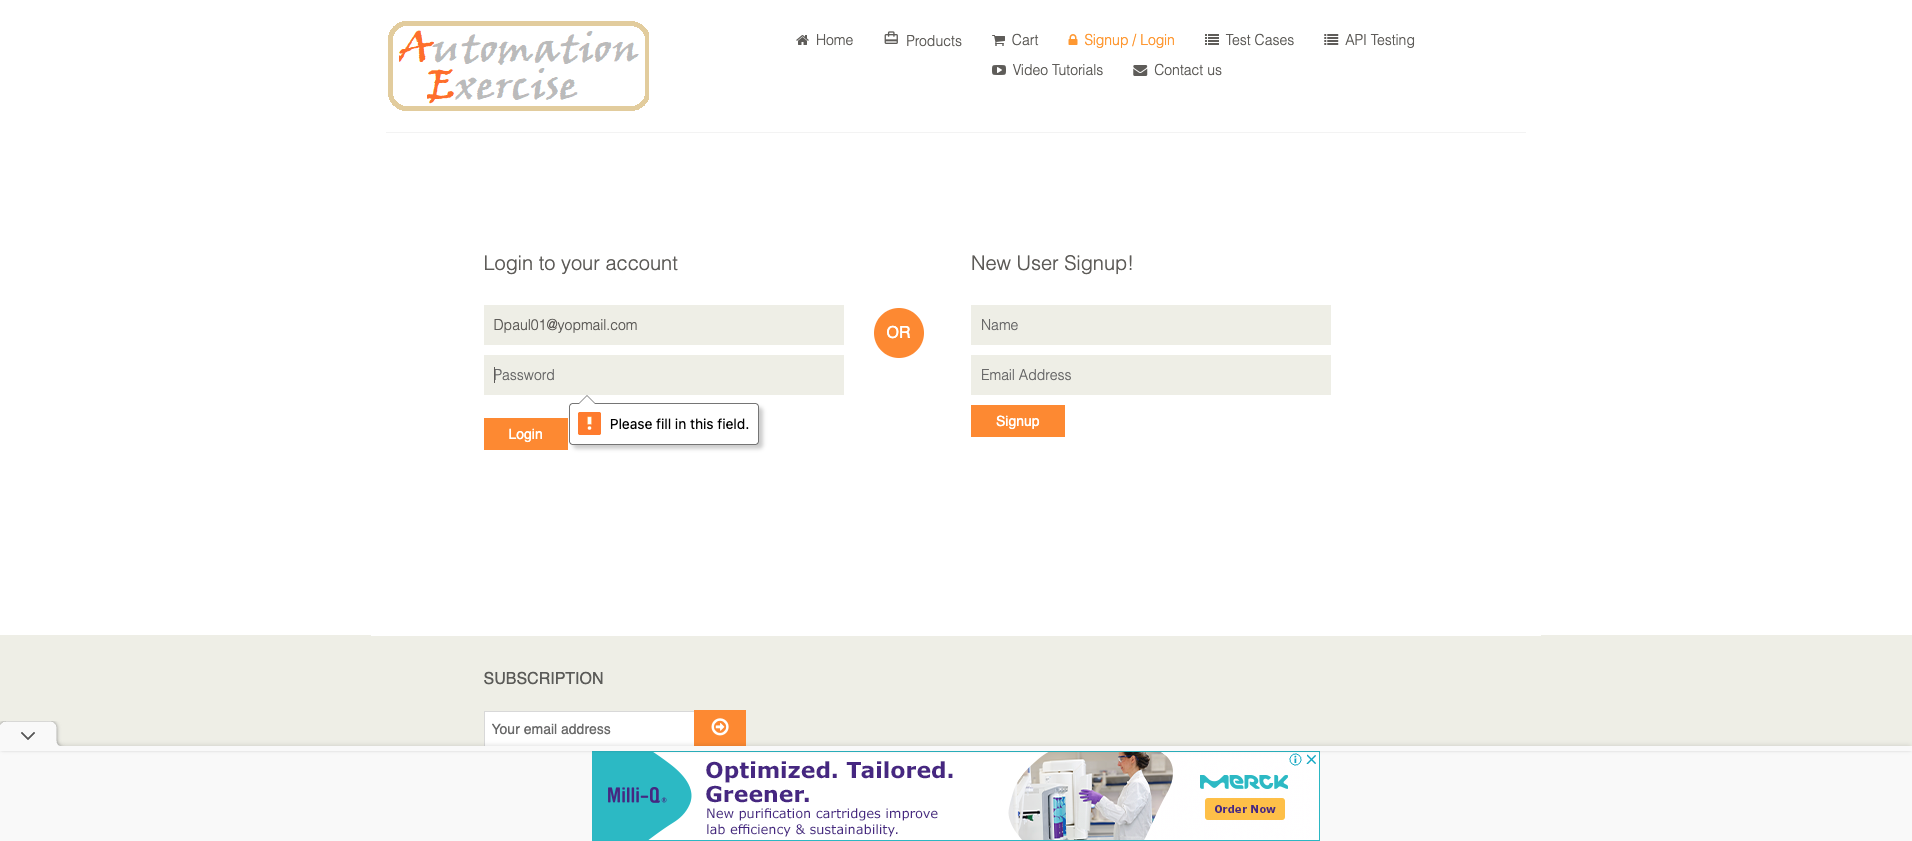 Automation
Exercise
Home
Products
Cart
Signup / Login
Test Cases
API Testing
Video Tutorials
Contact us
Login to your account
New User Signup!
Dpaul01@yopmail.com
OR
Name
Password
Email Address
Please fill in this field.
Login
Signup
SUBSCRIPTION
Your email address
Milli-Q®
Optimized. Tailored.
Greener.
New purification cartridges improve
lab efficiency & sustainability.
MERCK
Order Now